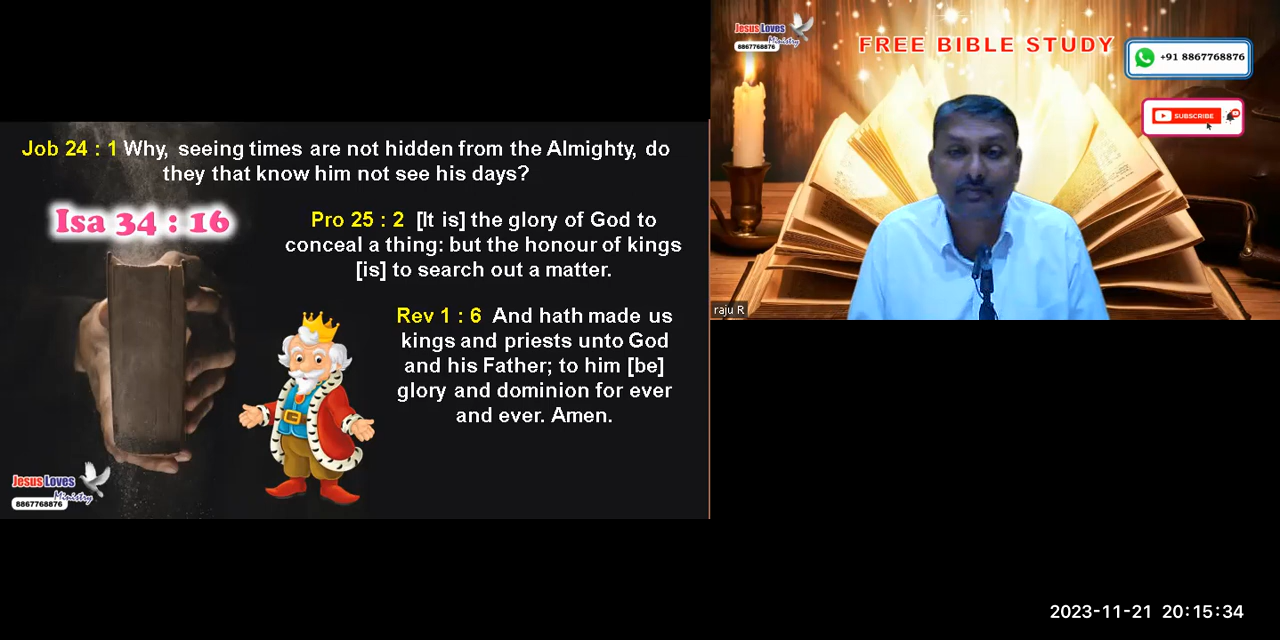 Job 24 : 1 Why, seeing times are not hidden from the Almighty, do
they that know him not see his days?
Isa 34 : 16
Pro 25 : 2 [It is] the glory of God to
conceal a thing: but the honour of kings
[is] to search out a matter.
Rev 1 : 6 And hath made us
kings and priests unto God
and his Father; to him [be]
glory and dominion for ever
and ever. Amen.
Jesus Loves
Ministry
8867768876
Jesus Loves
Ministry
8867768876
FREE BIBLE STUDY
+91 8867768876
SUBSCRIBE
raju R
2023-11-21 20:15:34